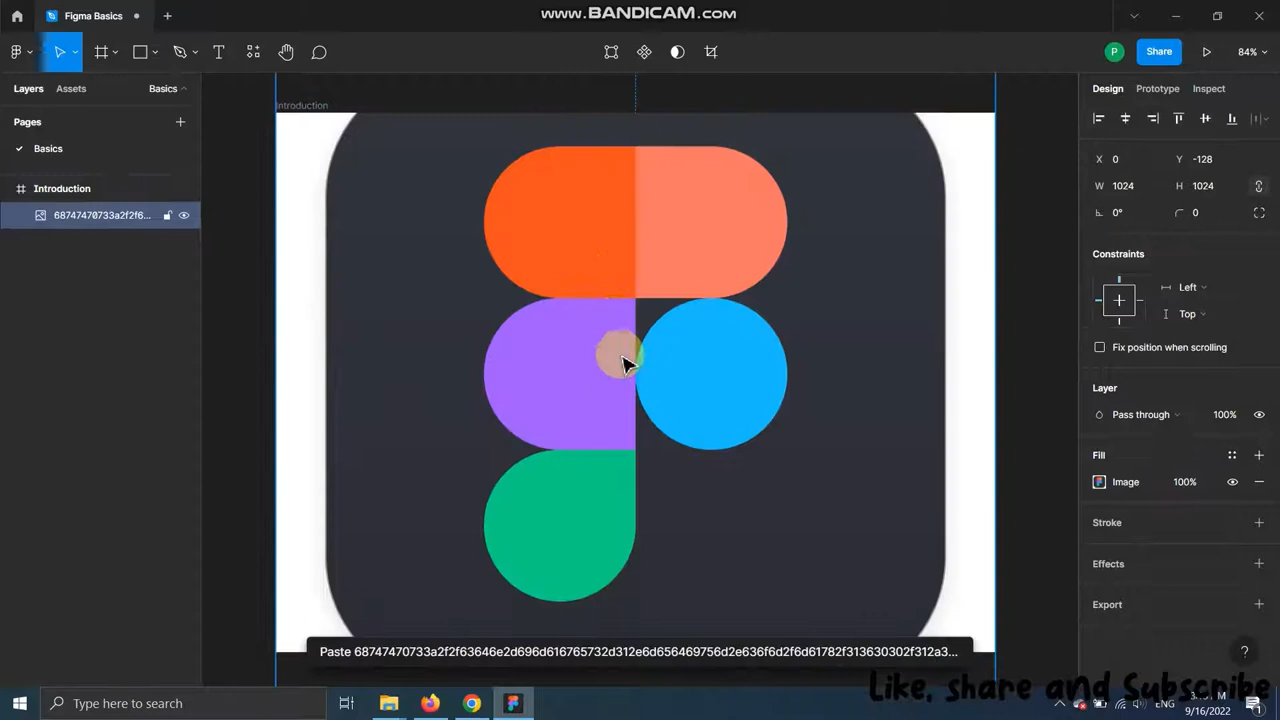 www.BANDICAM.com
Figma Basics
Share
84%
Layers
Assets
Basics
Design
Prototype
Inspect
Introduction
Pages
Basics
Introduction
68747470733a2f2f6...
X 0
Y -128
W 1024
H 1024
0°
0
Constraints
Left
Top
Fix position when scrolling
Layer
Pass through
100%
Fill
Image
100%
Stroke
Effects
Export
?
Like, share and Subscribe
Type here to search
ENG
9/16/2022
P